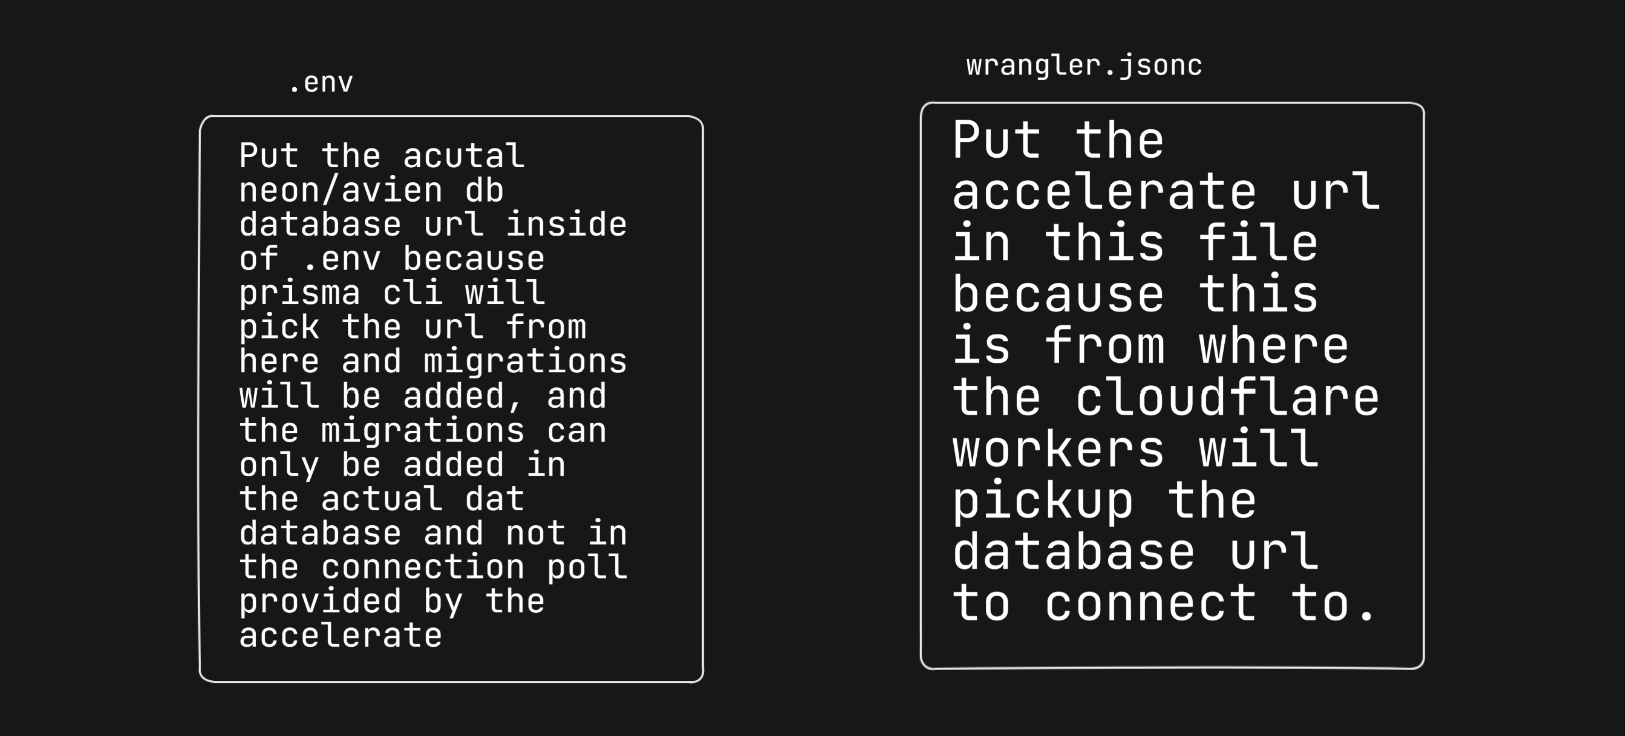 .env
Put the acutal
neon/avien db
database url inside
of .env because
prisma cli will
pick the url from
here and migrations
will be added, and
the migrations can
only be added in
the actual dat
database and not in
the connection poll
provided by the
accelerate
wrangler.jsonc
Put the
accelerate url
in this file
because this
is from where
the cloudflare
workers will
pickup the
database url
to connect to.